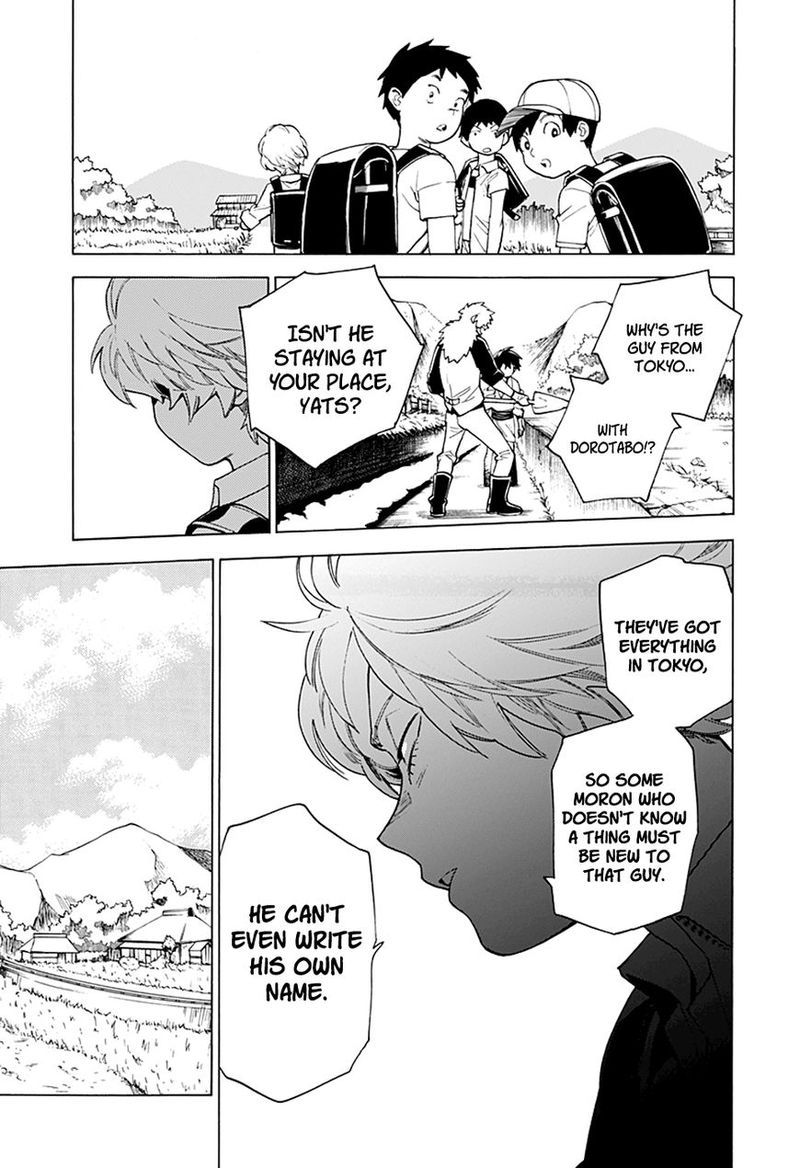 WHY'S THE
GUY FROM
TOKYO...
WITH
DOROTABO!?
ISN'T HE
STAYING AT
YOUR PLACE,
YATS?
THEY'VE GOT
EVERYTHING
IN TOKYO,
SO SOME
MORON WHO
DOESN'T KNOW
A THING MUST
BE NEW TO
THAT GUY.
HE CAN'T
EVEN WRITE
HIS OWN
NAME.